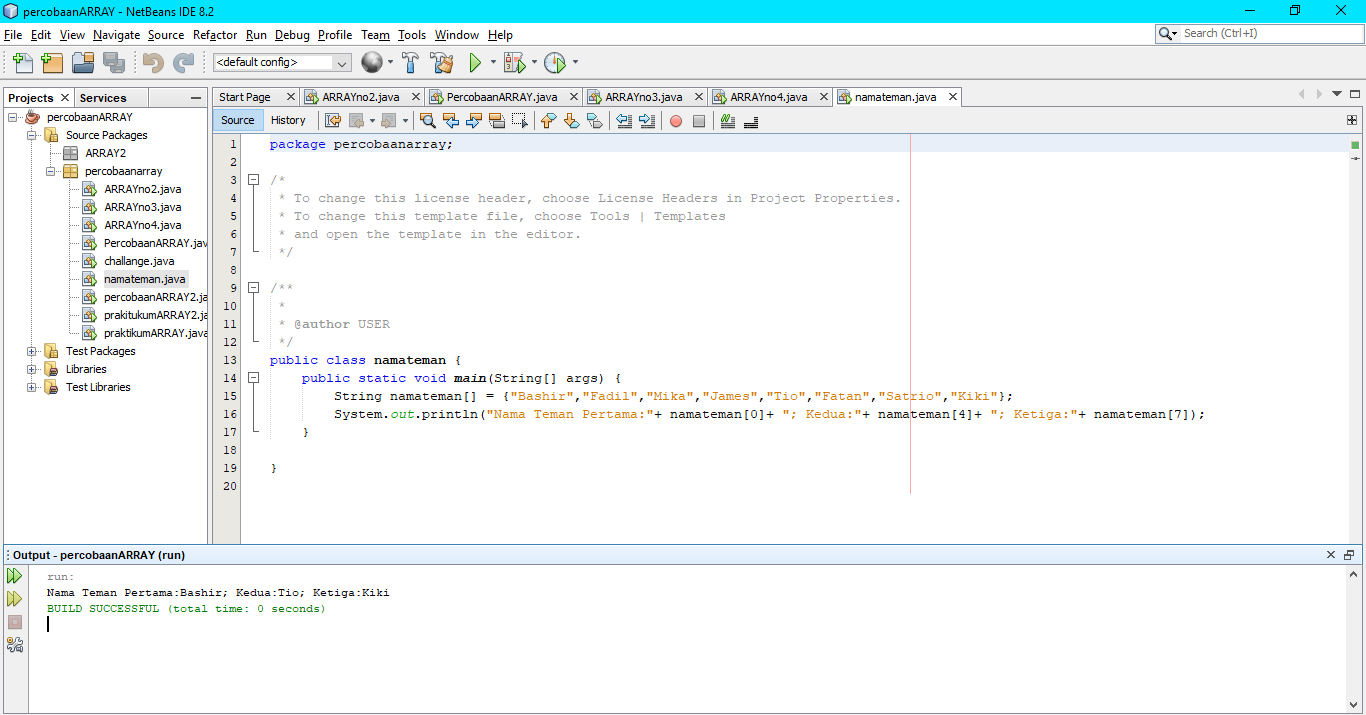 percobaanARRAY - NetBeans IDE 8.2
File Edit View Navigate Source Refactor Run Debug Profile Team Tools Window Help
Search (Ctrl+I)
<default config>
Projects Services
percobaanARRAY
Source Packages
ARRAY2
percobaanarray
ARRAYno2.java
ARRAYno3.java
ARRAYno4.java
PercobaanARRAY.jav
challange.java
namateman.java
percobaanARRAY2.ja
prakitukumARRAY2.ja
praktikumARRAY.java
Test Packages
Libraries
Test Libraries
Start Page ARRAYno2.java PercobaanARRAY.java ARRAYno3.java ARRAYno4.java namateman.java
Source History
1 package percobaanarray;
2
3 /*
4 * To change this license header, choose License Headers in Project Properties.
5 * To change this template file, choose Tools | Templates
6 * and open the template in the editor.
7 */
8
9 /**
10 *
11 * @author USER
12 */
13 public class namateman {
14 public static void main(String[] args) {
15 String namateman[] = {"Bashir","Fadil","Mika","James","Tio","Fatan","Satrio","Kiki"};
16 System.out.println("Nama Teman Pertama:"+ namateman[0]+ "; Kedua:"+ namateman[4]+ "; Ketiga:"+ namateman[7]);
17 }
18
19 }
20
Output - percobaanARRAY (run)
run:
Nama Teman Pertama:Bashir; Kedua:Tio; Ketiga:Kiki
BUILD SUCCESSFUL (total time: 0 seconds)